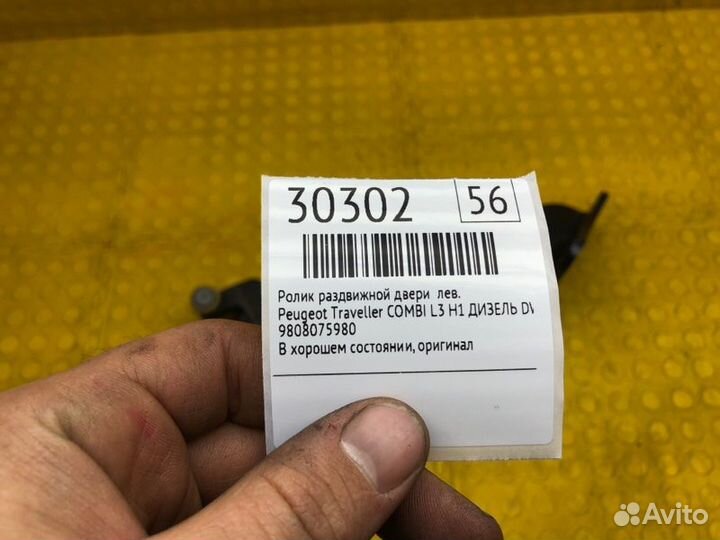 30302 56
Ролик раздвижной двери лев.
Peugeot Traveller COMBI L3 H1 ДИЗЕЛЬ DV
9808075980
В хорошем состоянии, оригинал
Avito